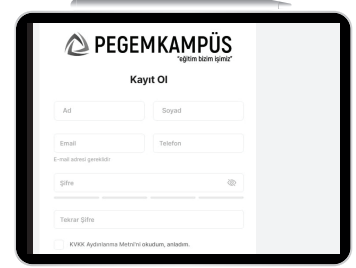 PEGEMKAMPÜS
"eğitim bizim işimiz"
Kayıt Ol
Ad
Soyad
Email
Telefon
E-mail adresi gereklidir
Şifre
Tekrar Şifre
KVKK Aydınlanma Metni'ni okudum, anladım.